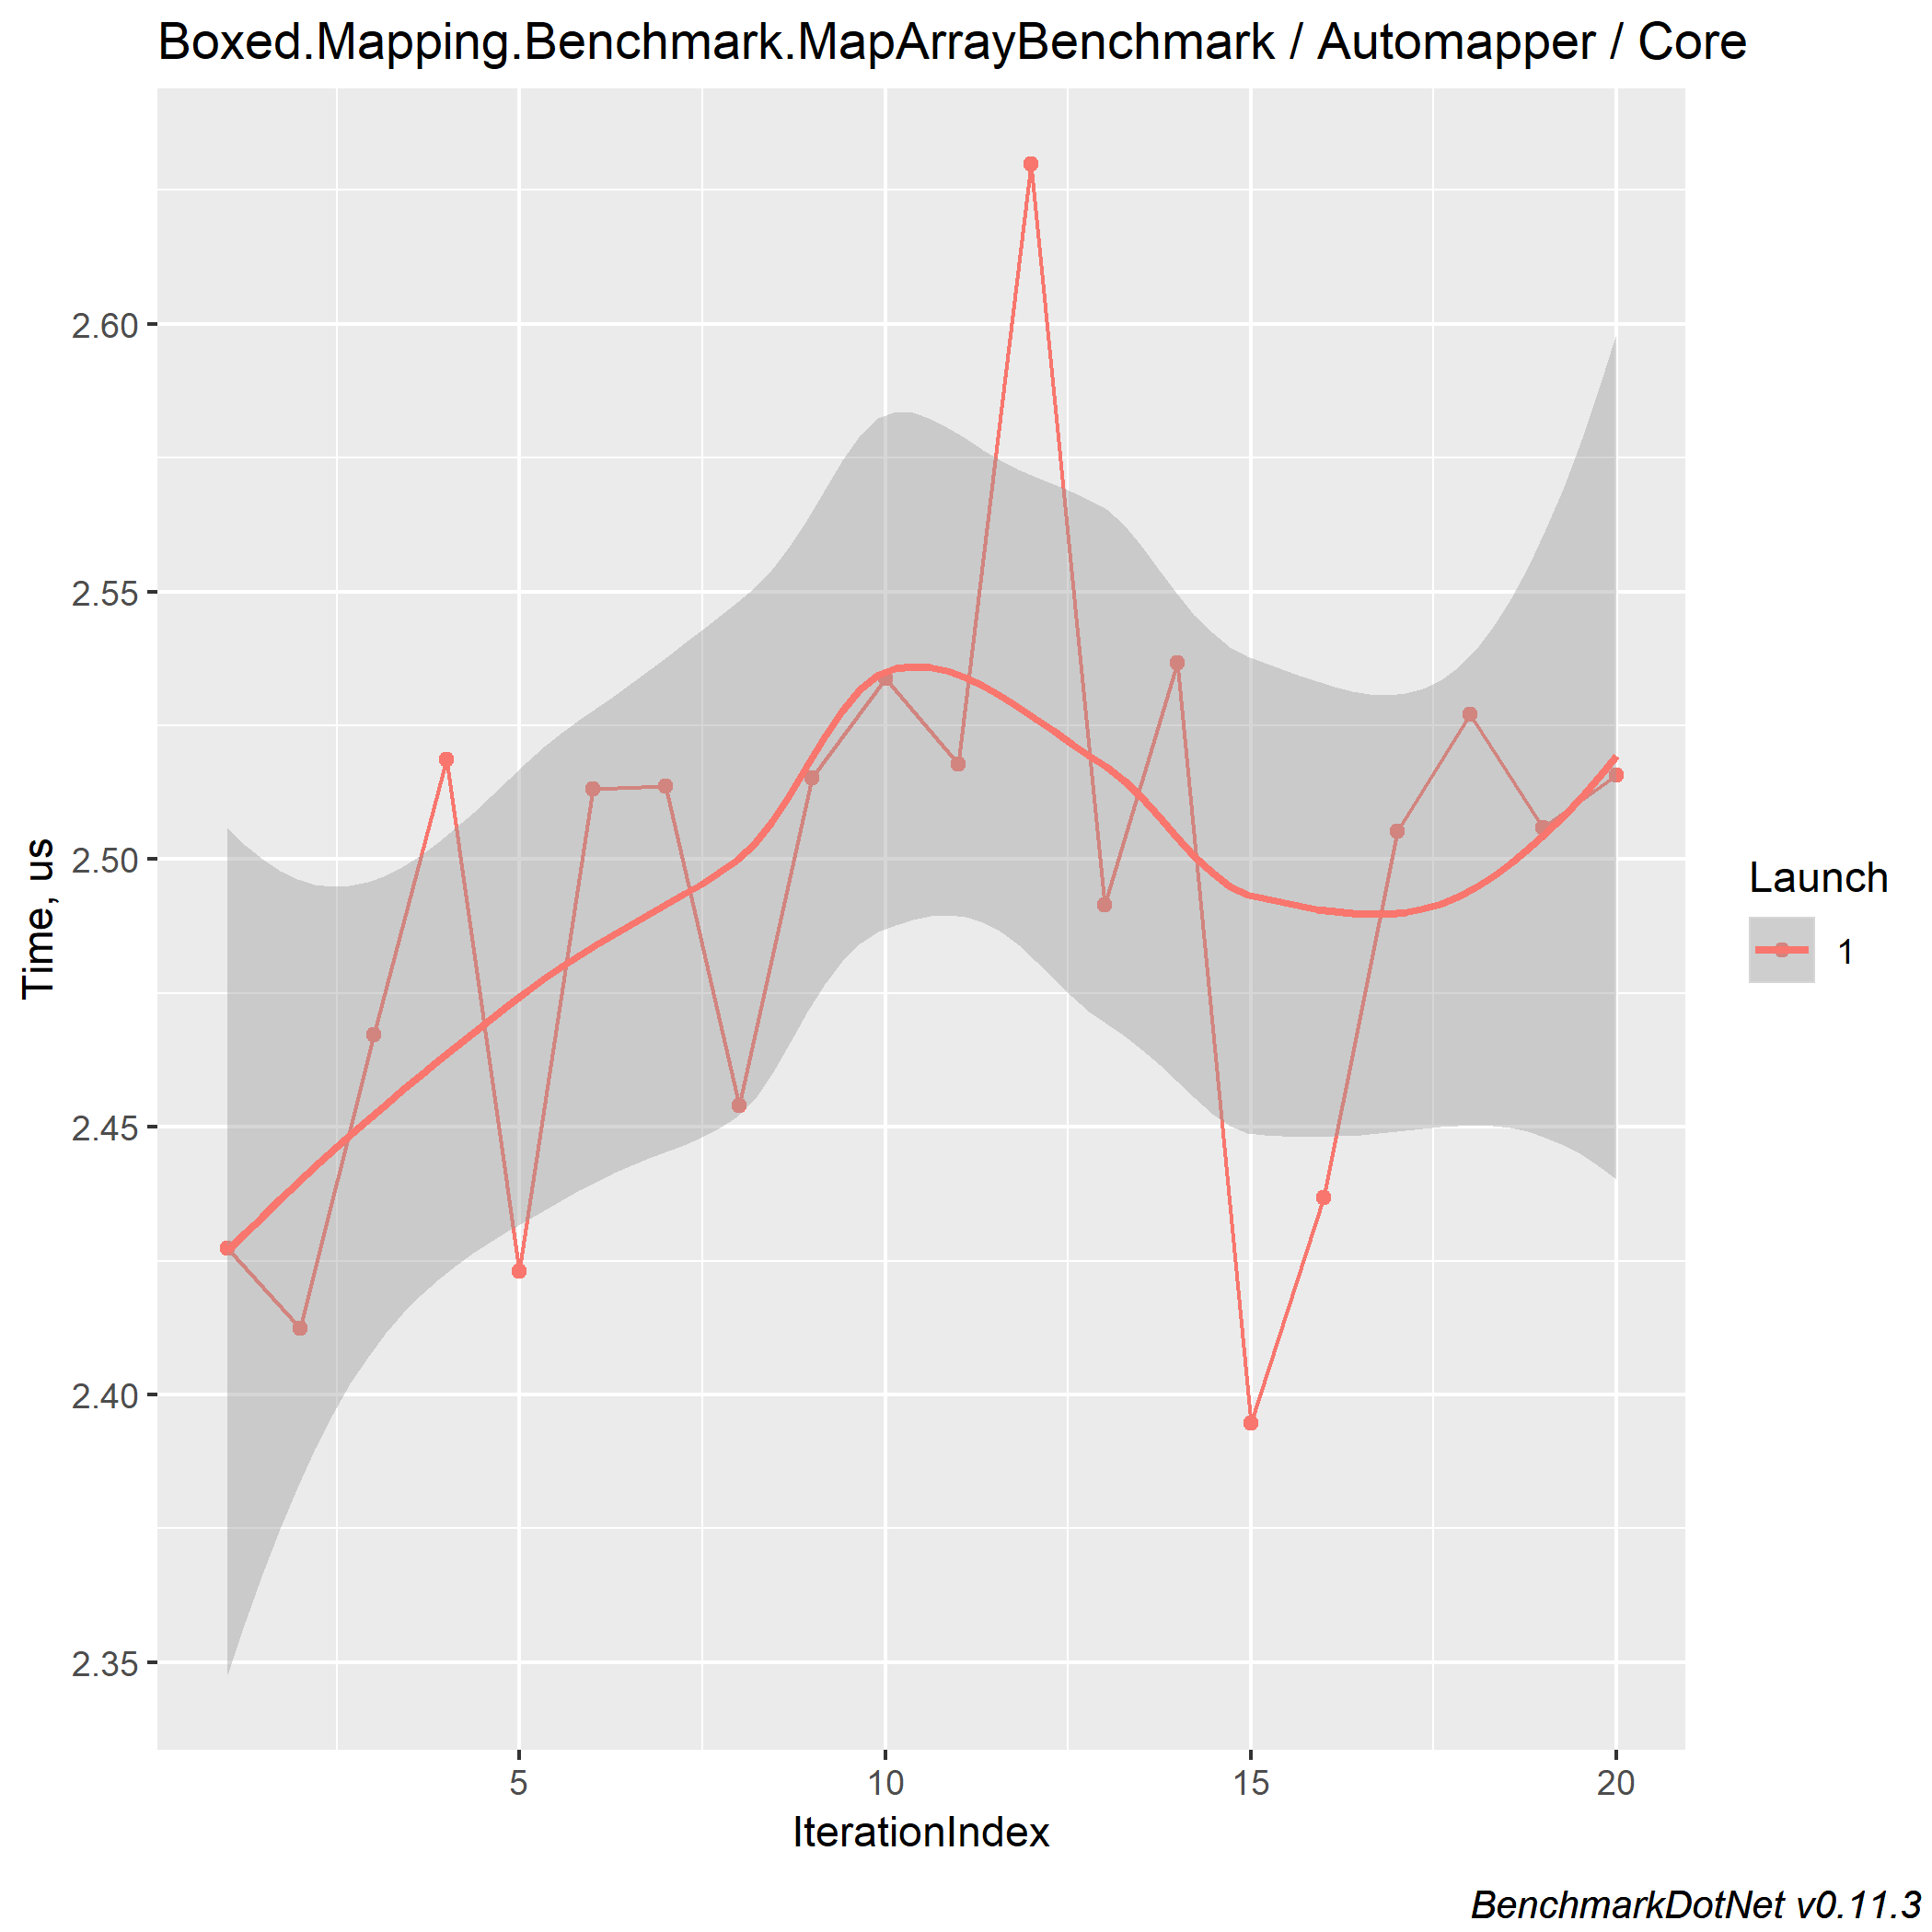 Boxed.Mapping.Benchmark.MapArrayBenchmark / Automapper / Core
2.60
2.55
2.50
2.45
2.40
2.35
Time, us
5 10 15 20
IterationIndex
Launch
1
BenchmarkDotNet v0.11.3